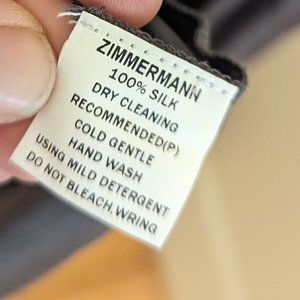 ZIMMERMANN
100% SILK
DRY CLEANING
RECOMMENDED(P)
COLD GENTLE
HAND WASH
USING MILD DETERGENT
DO NOT BLEACH, WRING